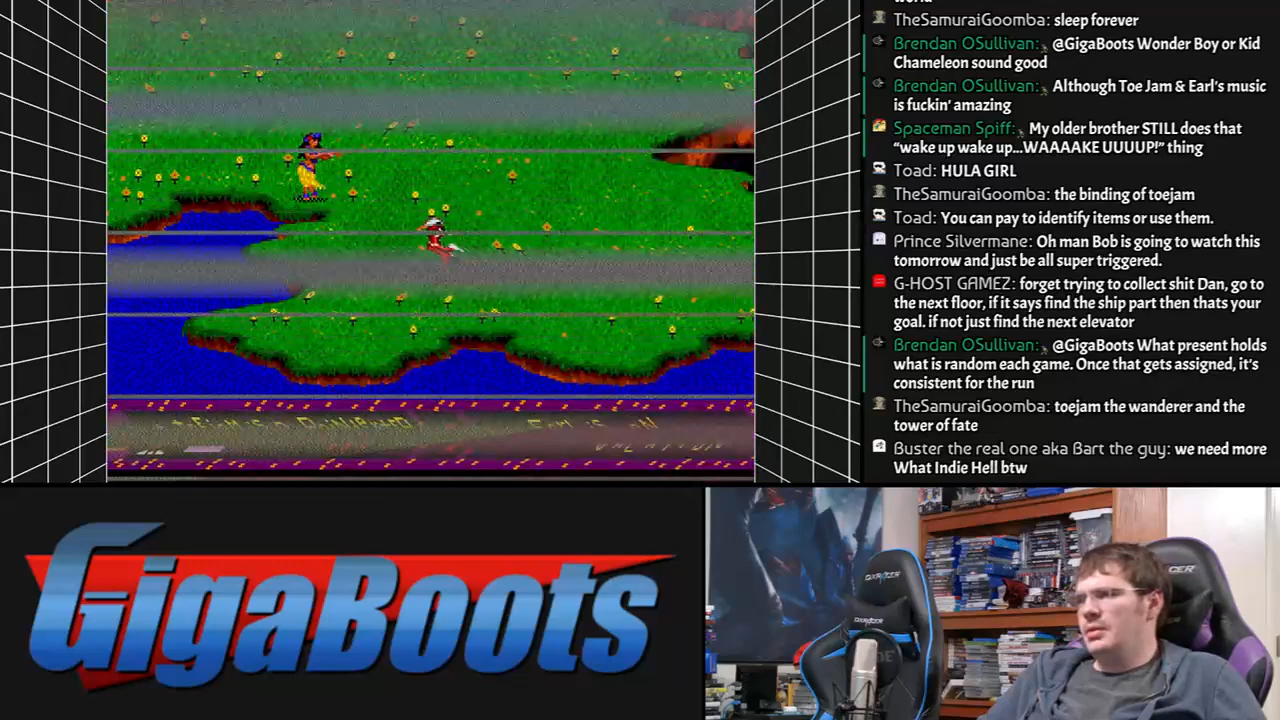 world
TheSamuraiGoomba: sleep forever
Brendan OSullivan: @GigaBoots Wonder Boy or Kid
Chameleon sound good
Brendan OSullivan: Although Toe Jam & Earl's music
is fuckin' amazing
Spaceman Spiff: My older brother STILL does that
“wake up wake up...WAAAAKE UUUUP!” thing
Toad: HULA GIRL
TheSamuraiGoomba: the binding of toejam
Toad: You can pay to identify items or use them.
Prince Silvermane: Oh man Bob is going to watch this
tomorrow and just be all super triggered.
G-HOST GAMEZ: forget trying to collect shit Dan, go to
the next floor, if it says find the ship part then thats your
goal. if not just find the next elevator
Brendan OSullivan: @GigaBoots What present holds
what is random each game. Once that gets assigned, it's
consistent for the run
TheSamuraiGoomba: toejam the wanderer and the
tower of fate
Buster the real one aka Bart the guy: we need more
What Indie Hell btw
GigaBoots
DXRACER